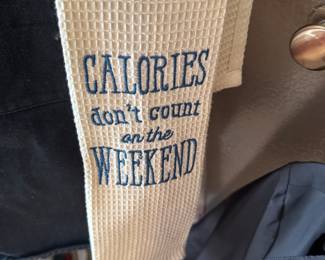 CALORIES
don't count
on the
WEEKEND